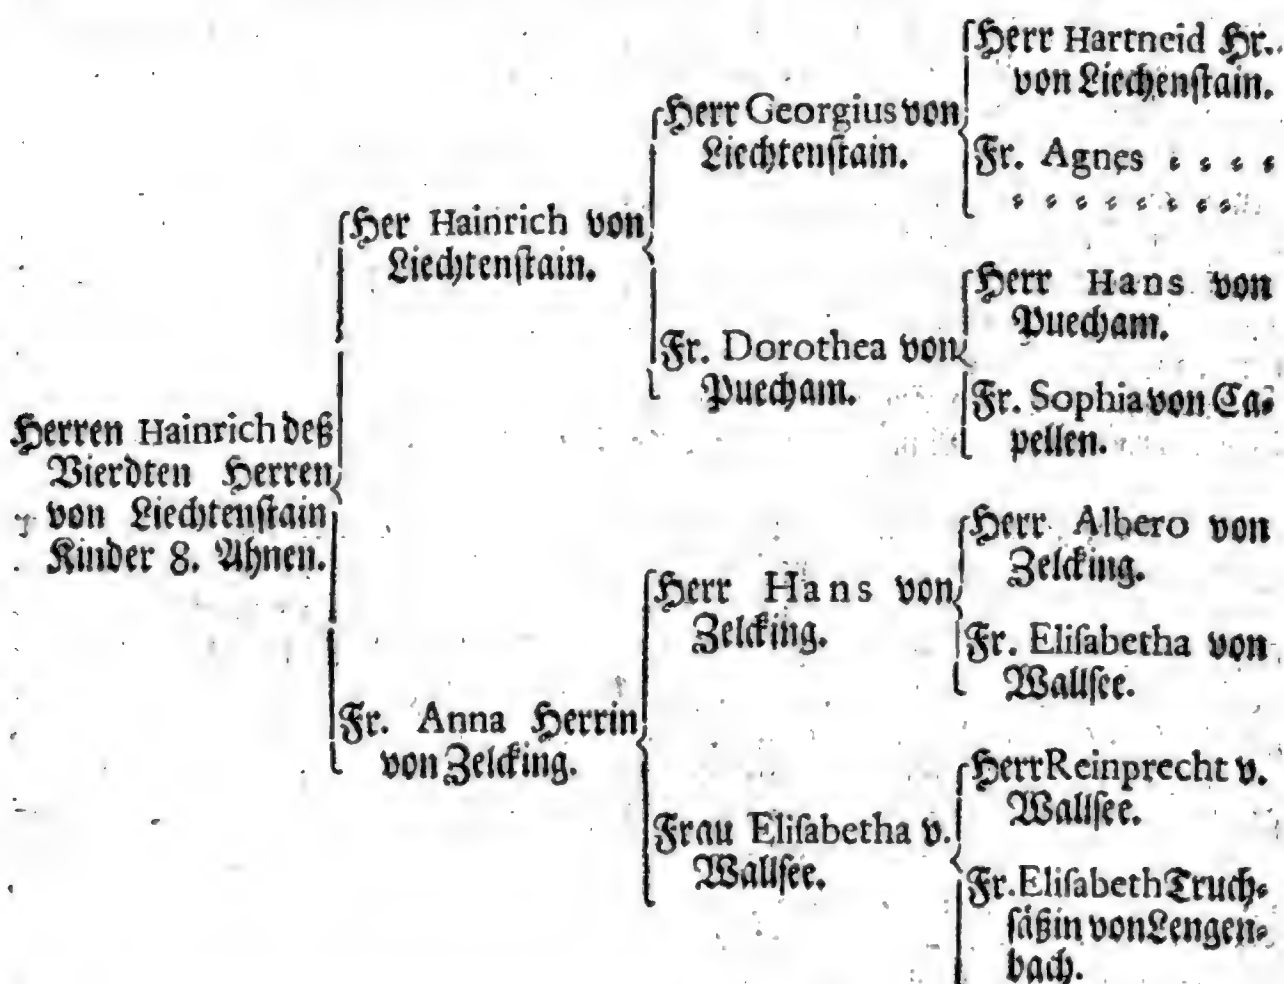 Herren Hainrich deß
Vierdten Herren
von Liechtenstain
Kinder 8. Ahnen.
Her Hainrich von
Liechtenstain.
Fr. Anna Herrin
von Zelcking.
Herr Georgius von
Liechtenstain.
Fr. Dorothea von
Puecham.
Herr Hans von
Zelcking.
Frau Elisabetha v.
Wallsee.
Herr Hartneid Hr.
von Liechenstain.
Fr. Agnes
Herr Hans von
Puecham.
Fr. Sophia von Ca-
pellen.
Herr Albero von
Zelcking.
Fr. Elisabetha von
Wallsee.
Herr Reinprecht v.
Wallsee.
Fr. Elisabeth Truch-
säßin von Lengen-
bach.